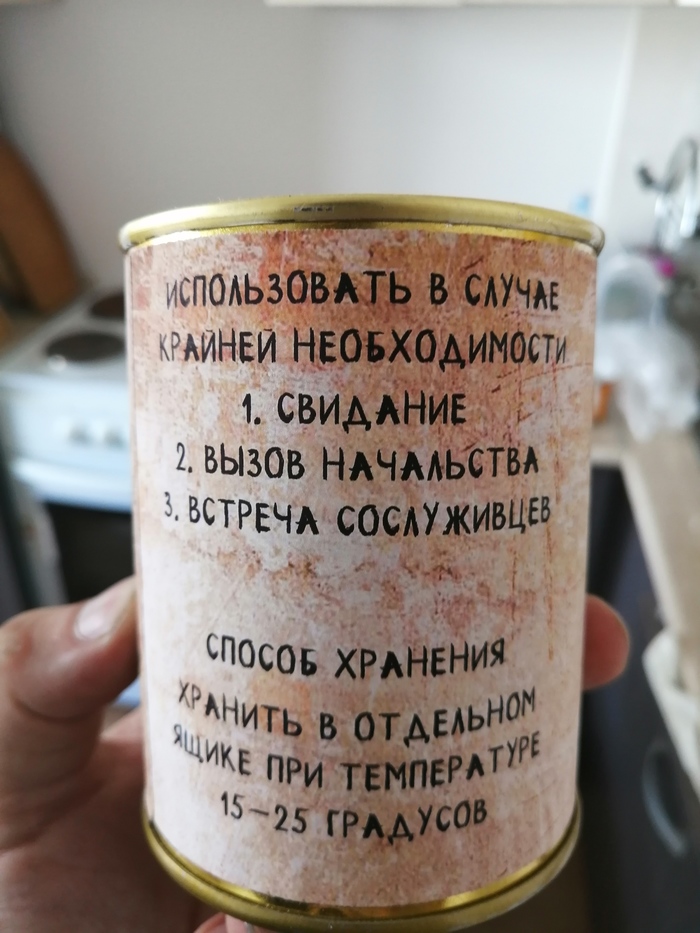 ИСПОЛЬЗОВАТЬ В СЛУЧАЕ
КРАЙНЕЙ НЕОБХОДИМОСТИ
1. СВИДАНИЕ
2. ВЫЗОВ НАЧАЛЬСТВА
3. ВСТРЕЧА СОСЛУЖИВЦЕВ
СПОСОБ ХРАНЕНИЯ
ХРАНИТЬ В ОТДЕЛЬНОМ
ЯЩИКЕ ПРИ ТЕМПЕРАТУРЕ
15-25 ГРАДУСОВ